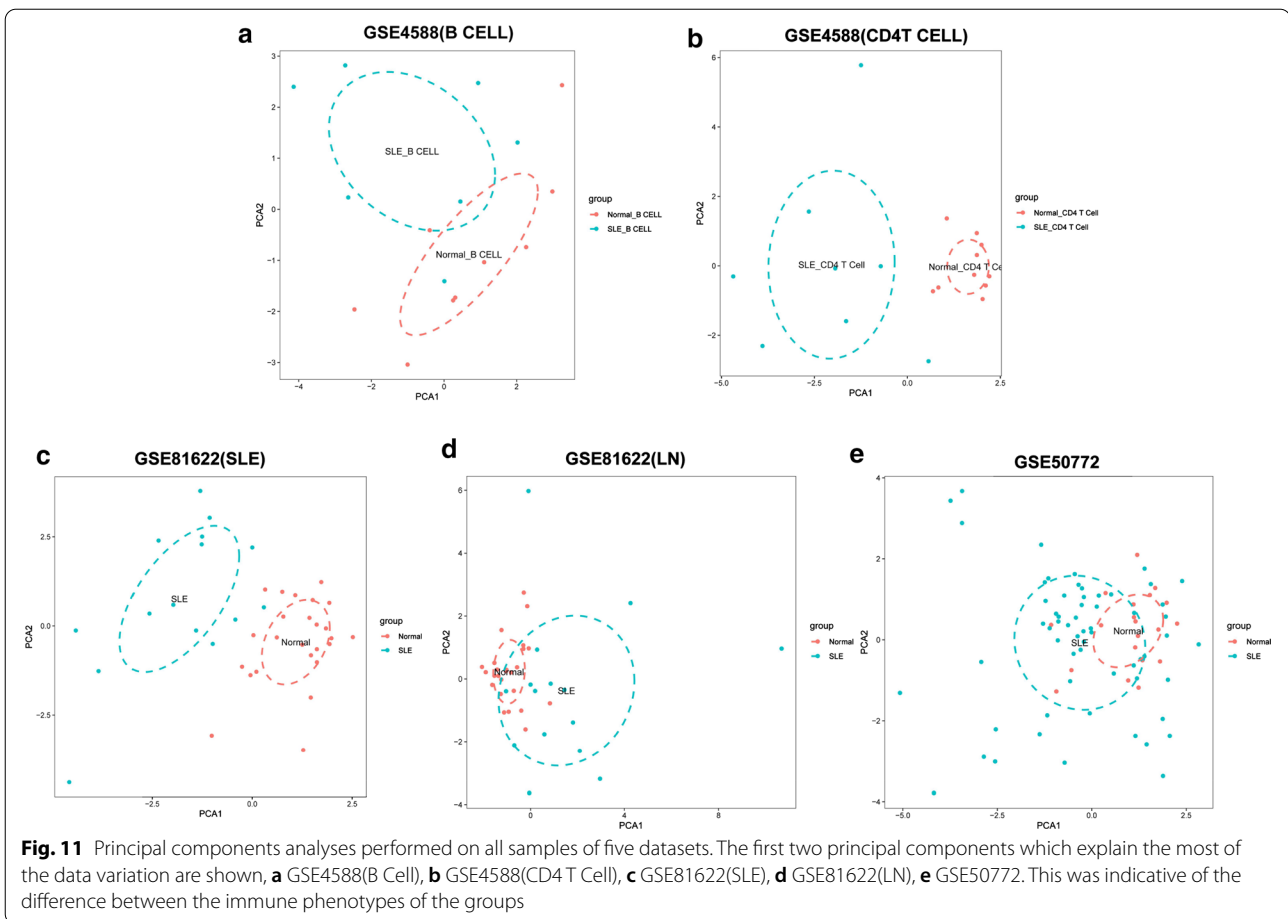 a
GSE4588(B CELL)
3
2
1
0
−1
−2
−3
PCA2
−4
−2
0
2
PCA1
SLE_B CELL
Normal_B CELL
group
Normal_B CELL
SLE_B CELL
b
GSE4588(CD4T CELL)
6
4
2
0
−2
PCA2
−5.0
−2.5
0.0
2.5
PCA1
SLE_CD4 T Cell
Normal_CD4 T Ce
group
Normal_CD4 T Cell
SLE_CD4 T Cell
c
GSE81622(SLE)
2.5
0.0
−2.5
PCA2
−2.5
0.0
2.5
PCA1
SLE
Normal
group
Normal
SLE
d
GSE81622(LN)
6
4
2
0
−2
−4
PCA2
0
4
8
PCA1
Normal
SLE
group
Normal
SLE
e
GSE50772
4
2
0
−2
−4
PCA2
−5.0
−2.5
0.0
2.5
PCA1
SLE
Normal
group
Normal
SLE
Fig. 11 Principal components analyses performed on all samples of five datasets. The first two principal components which explain the most of
the data variation are shown, a GSE4588(B Cell), b GSE4588(CD4 T Cell), c GSE81622(SLE), d GSE81622(LN), e GSE50772. This was indicative of the
difference between the immune phenotypes of the groups